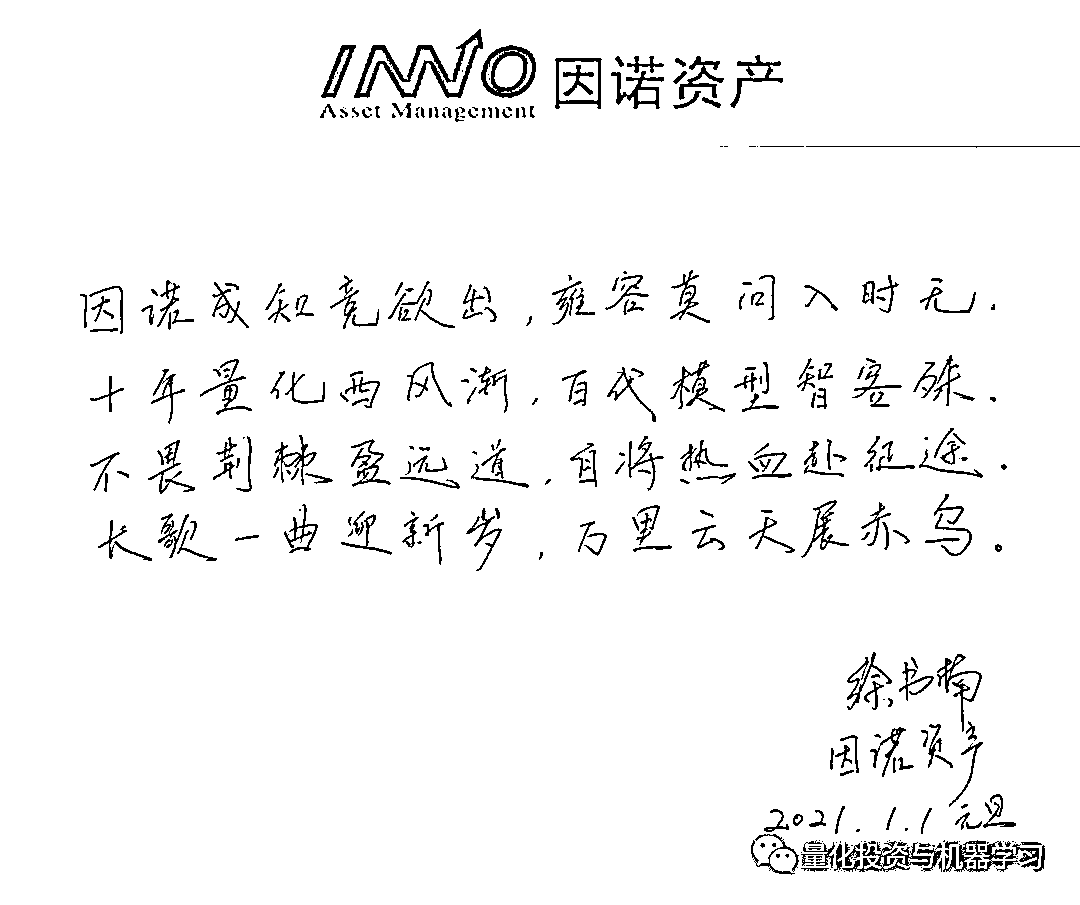 INNO 因诺资产
Asset Management
因诺成知竞欲出，雍容莫问入时无.
十年量化西风渐，百代模型智客殊.
不畏荆棘盈远道，自将热血赴征途.
长歌一曲迎新岁，万里云天展赤乌。
徐书楠
因诺资产
2021.1.1 元旦
量化投资与机器学习